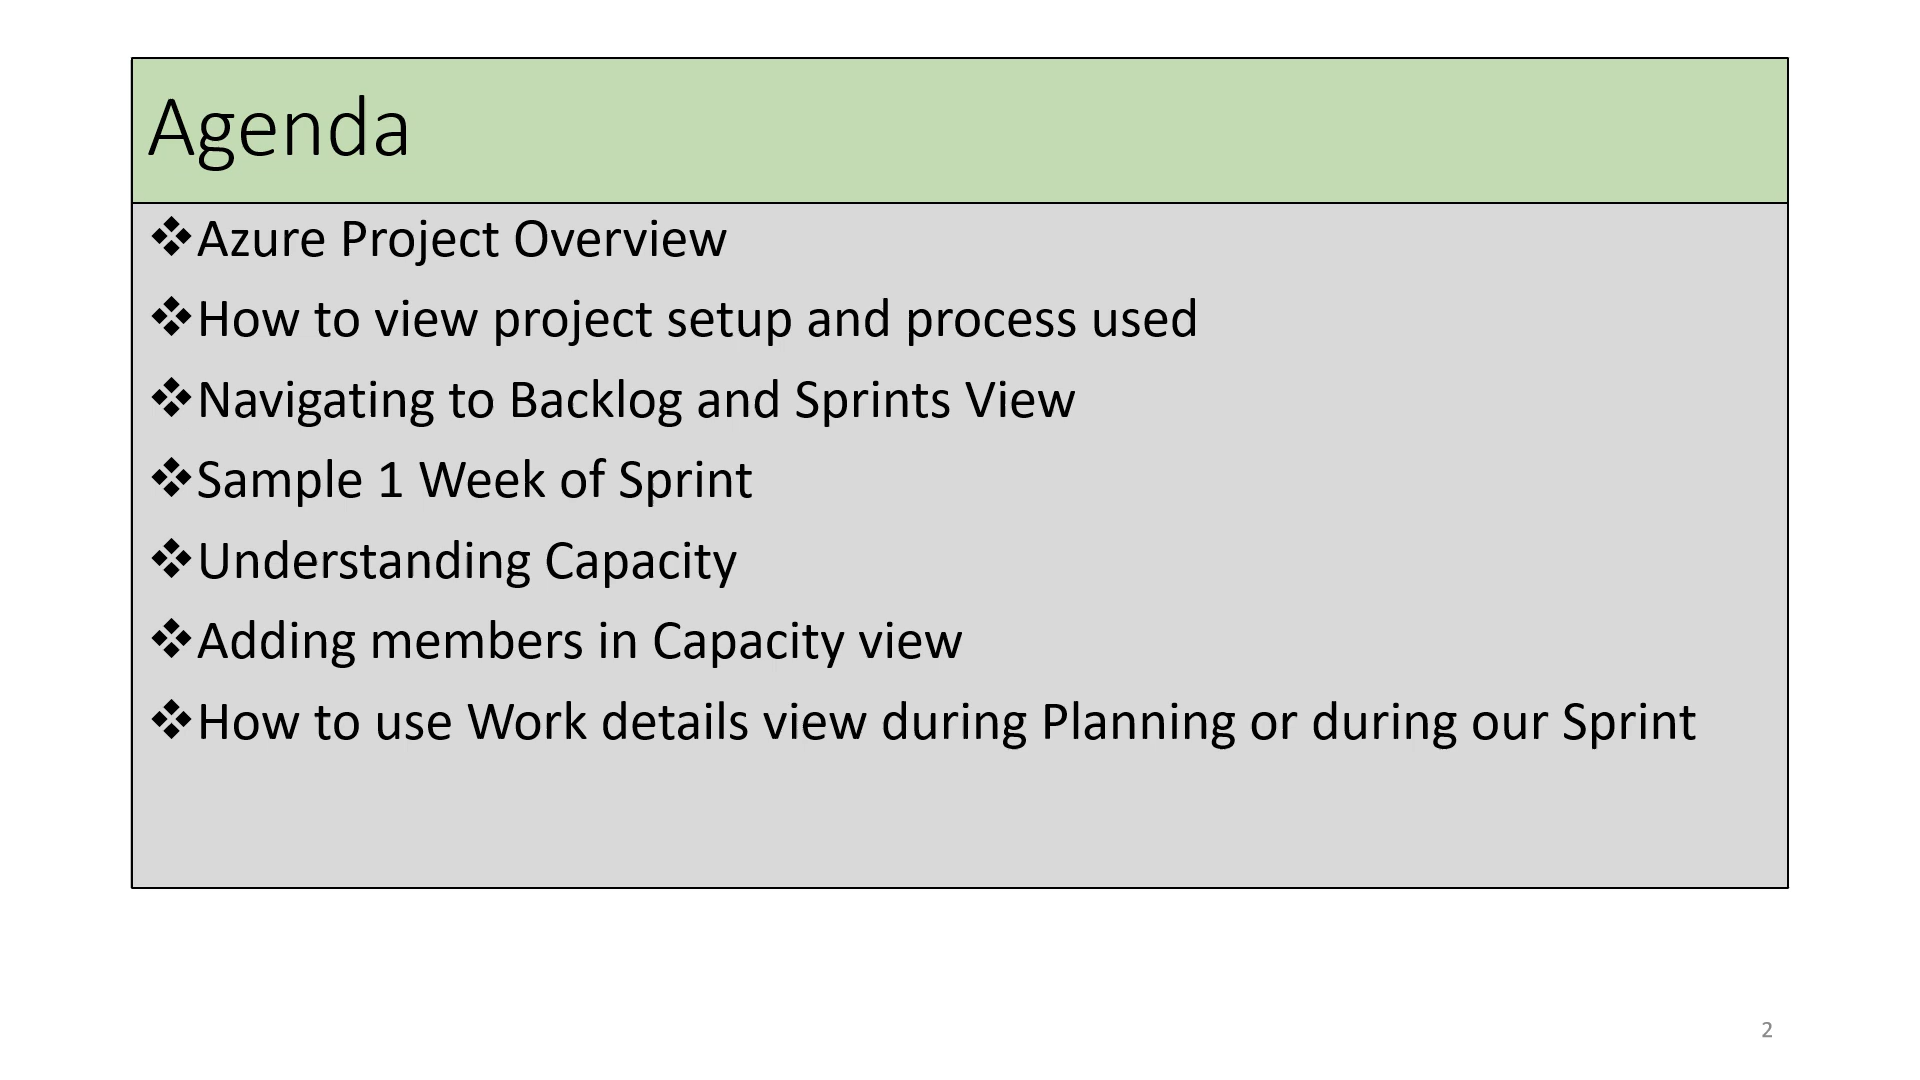 Agenda
❖Azure Project Overview
❖How to view project setup and process used
❖Navigating to Backlog and Sprints View
❖Sample 1 Week of Sprint
❖Understanding Capacity
❖Adding members in Capacity view
❖How to use Work details view during Planning or during our Sprint
2